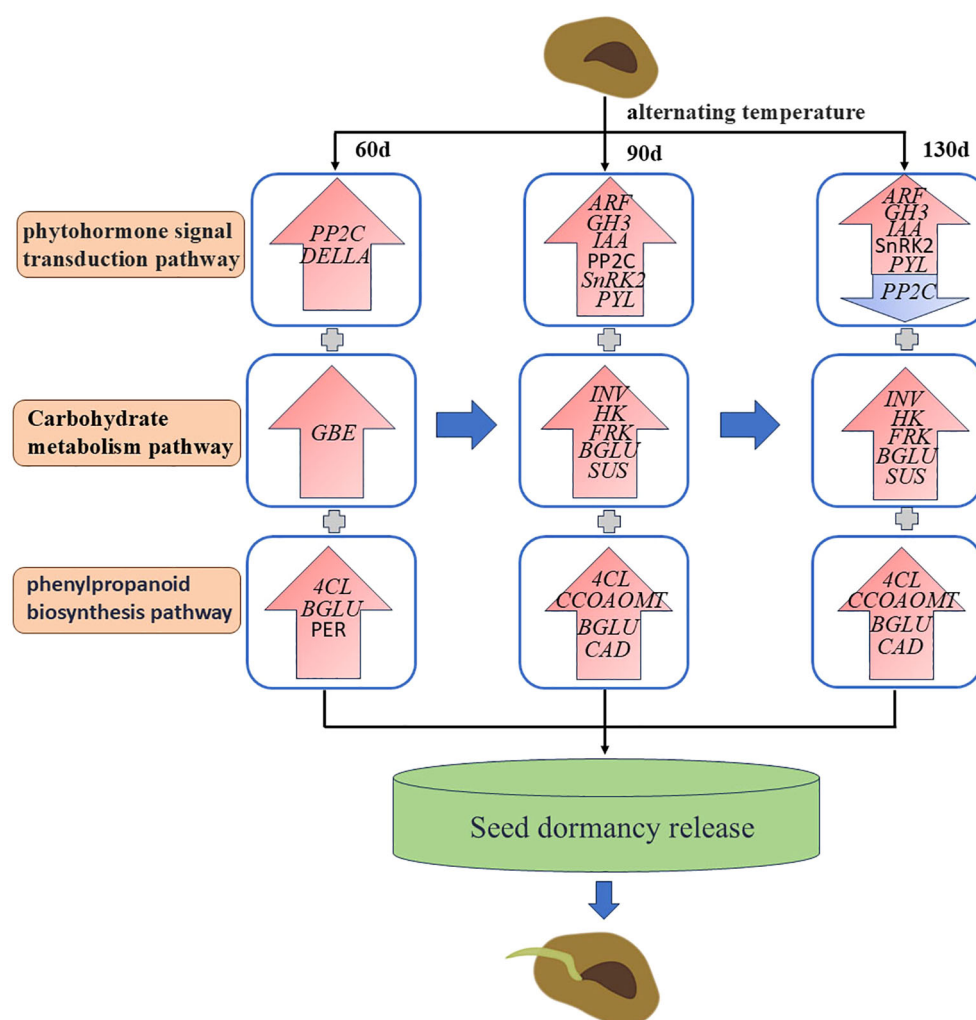 alternating temperature
60d
90d
130d
phytohormone signal
transduction pathway
PP2C
DELLA
ARF
GH3
IAA
PP2C
SnRK2
PYL
ARF
GH3
IAA
SnRK2
PYL
PP2C
Carbohydrate
metabolism pathway
GBE
INV
HK
FRK
BGLU
SUS
INV
HK
FRK
BGLU
SUS
phenylpropanoid
biosynthesis pathway
4CL
BGLU
PER
4CL
CCOAOMT
BGLU
CAD
4CL
CCOAOMT
BGLU
CAD
Seed dormancy release